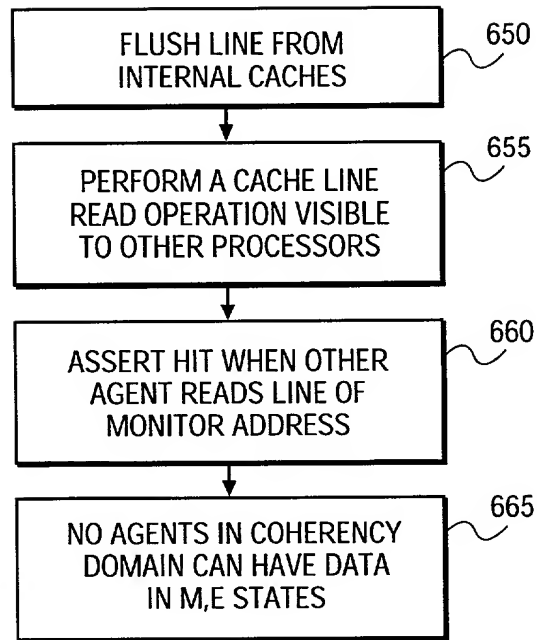 FLUSH LINE FROM
INTERNAL CACHES
650
PERFORM A CACHE LINE
READ OPERATION VISIBLE
TO OTHER PROCESSORS
655
ASSERT HIT WHEN OTHER
AGENT READS LINE OF
MONITOR ADDRESS
660
NO AGENTS IN COHERENCY
DOMAIN CAN HAVE DATA
IN M,E STATES
665